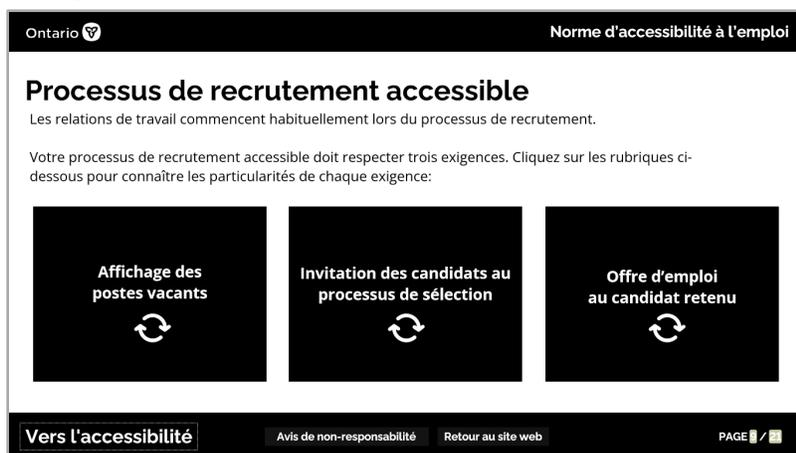 Ontario
Norme d'accessibilité à l'emploi
Processus de recrutement accessible
Les relations de travail commencent habituellement lors du processus de recrutement.
Votre processus de recrutement accessible doit respecter trois exigences. Cliquez sur les rubriques ci-
dessous pour connaître les particularités de chaque exigence:
Affichage des
postes vacants
Invitation des candidats au
processus de sélection
Offre d'emploi
au candidat retenu
Vers l'accessibilité
Avis de non-responsabilité
Retour au site web
PAGE 9 / 21